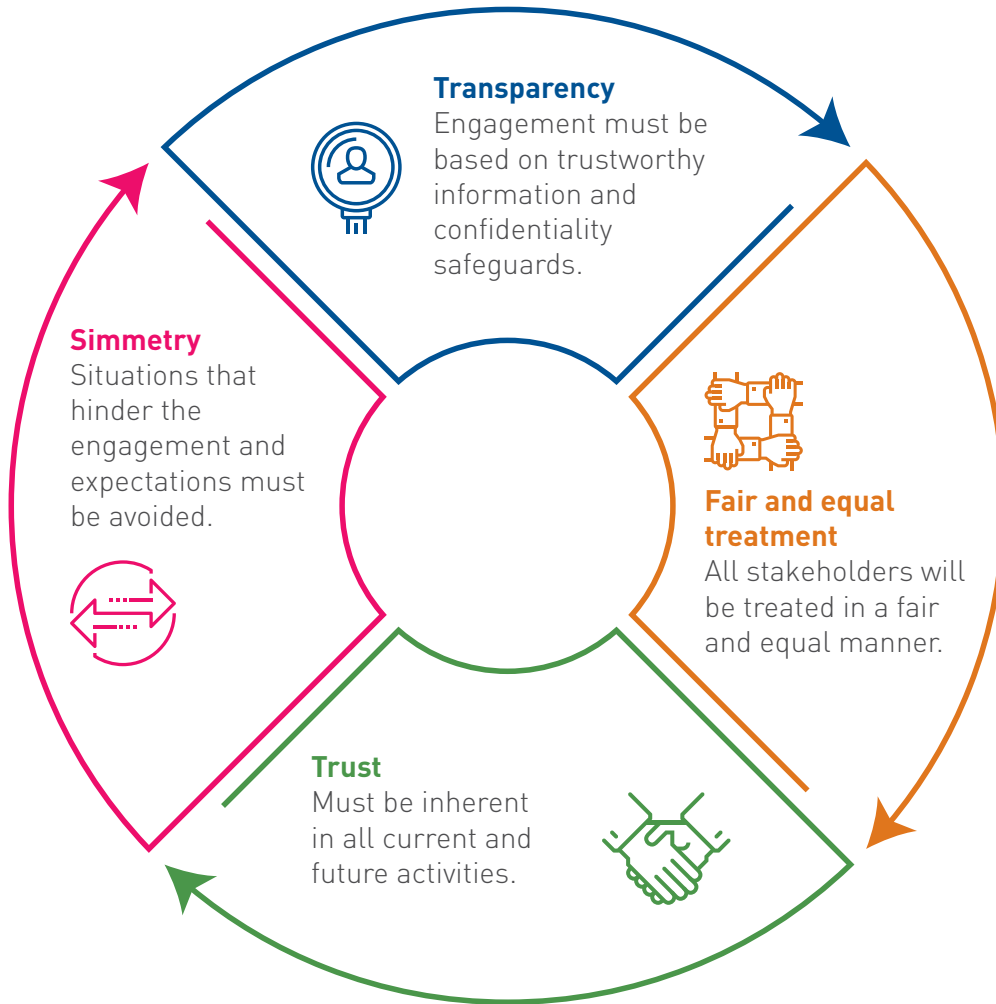 Transparency
Engagement must be
based on trustworthy
information and
confidentiality
safeguards.
Fair and equal
treatment
All stakeholders will
be treated in a fair
and equal manner.
Trust
Must be inherent
in all current and
future activities.
Simmetry
Situations that
hinder the
engagement and
expectations must
be avoided.